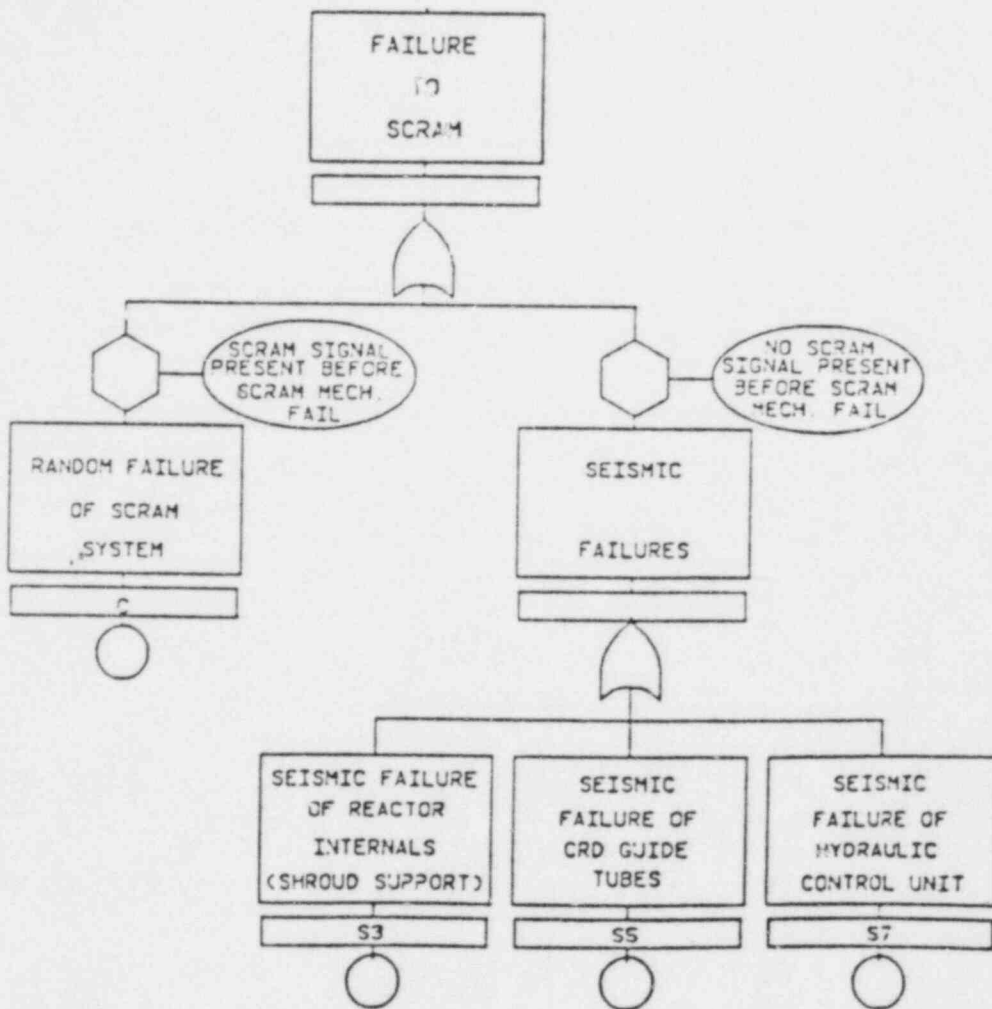 FAILURE
TO
SCRAM
SCRAM SIGNAL
PRESENT BEFORE
SCRAM MECH.
FAIL
NO SCRAM
SIGNAL PRESENT
BEFORE SCRAM
MECH. FAIL
RANDOM FAILURE
OF SCRAM
SYSTEM
C
SEISMIC
FAILURES
SEISMIC FAILURE
OF REACTOR
INTERNALS
(SHROUD SUPPORT)
S3
SEISMIC
FAILURE OF
CRD GUIDE
TUBES
S5
SEISMIC
FAILURE OF
HYDRAULIC
CONTROL UNIT
S7